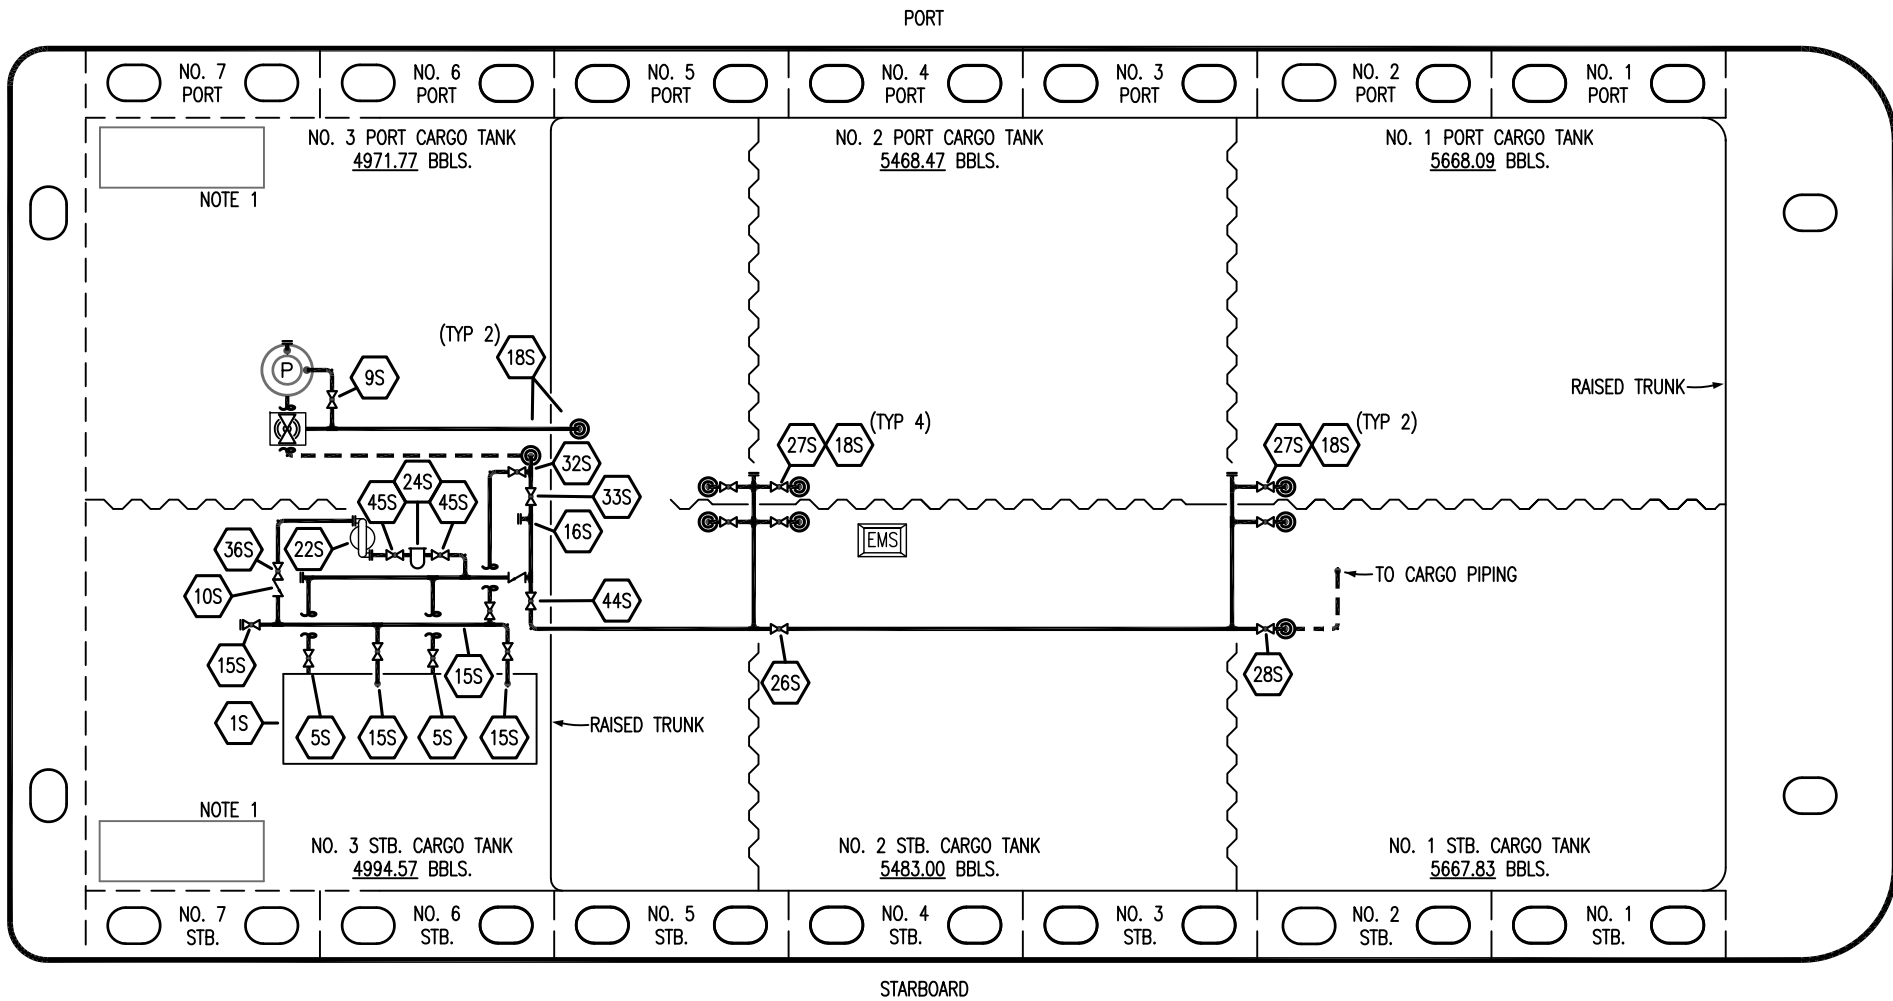 PORT
NO. 7
PORT
NO. 6
PORT
NO. 5
PORT
NO. 4
PORT
NO. 3
PORT
NO. 2
PORT
NO. 1
PORT
NO. 3 PORT CARGO TANK
4971.77 BBLS.
NO. 2 PORT CARGO TANK
5468.47 BBLS.
NO. 1 PORT CARGO TANK
5668.09 BBLS.
NOTE 1
(TYP 2)
18S
P
9S
RAISED TRUNK
(TYP 4)
27S
18S
(TYP 2)
27S
18S
32S
24S
45S
45S
33S
16S
36S
22S
EMS
10S
44S
TO CARGO PIPING
15S
15S
26S
28S
1S
5S
15S
5S
15S
RAISED TRUNK
NOTE 1
NO. 3 STB. CARGO TANK
4994.57 BBLS.
NO. 2 STB. CARGO TANK
5483.00 BBLS.
NO. 1 STB. CARGO TANK
5667.83 BBLS.
NO. 7
STB.
NO. 6
STB.
NO. 5
STB.
NO. 4
STB.
NO. 3
STB.
NO. 2
STB.
NO. 1
STB.
STARBOARD